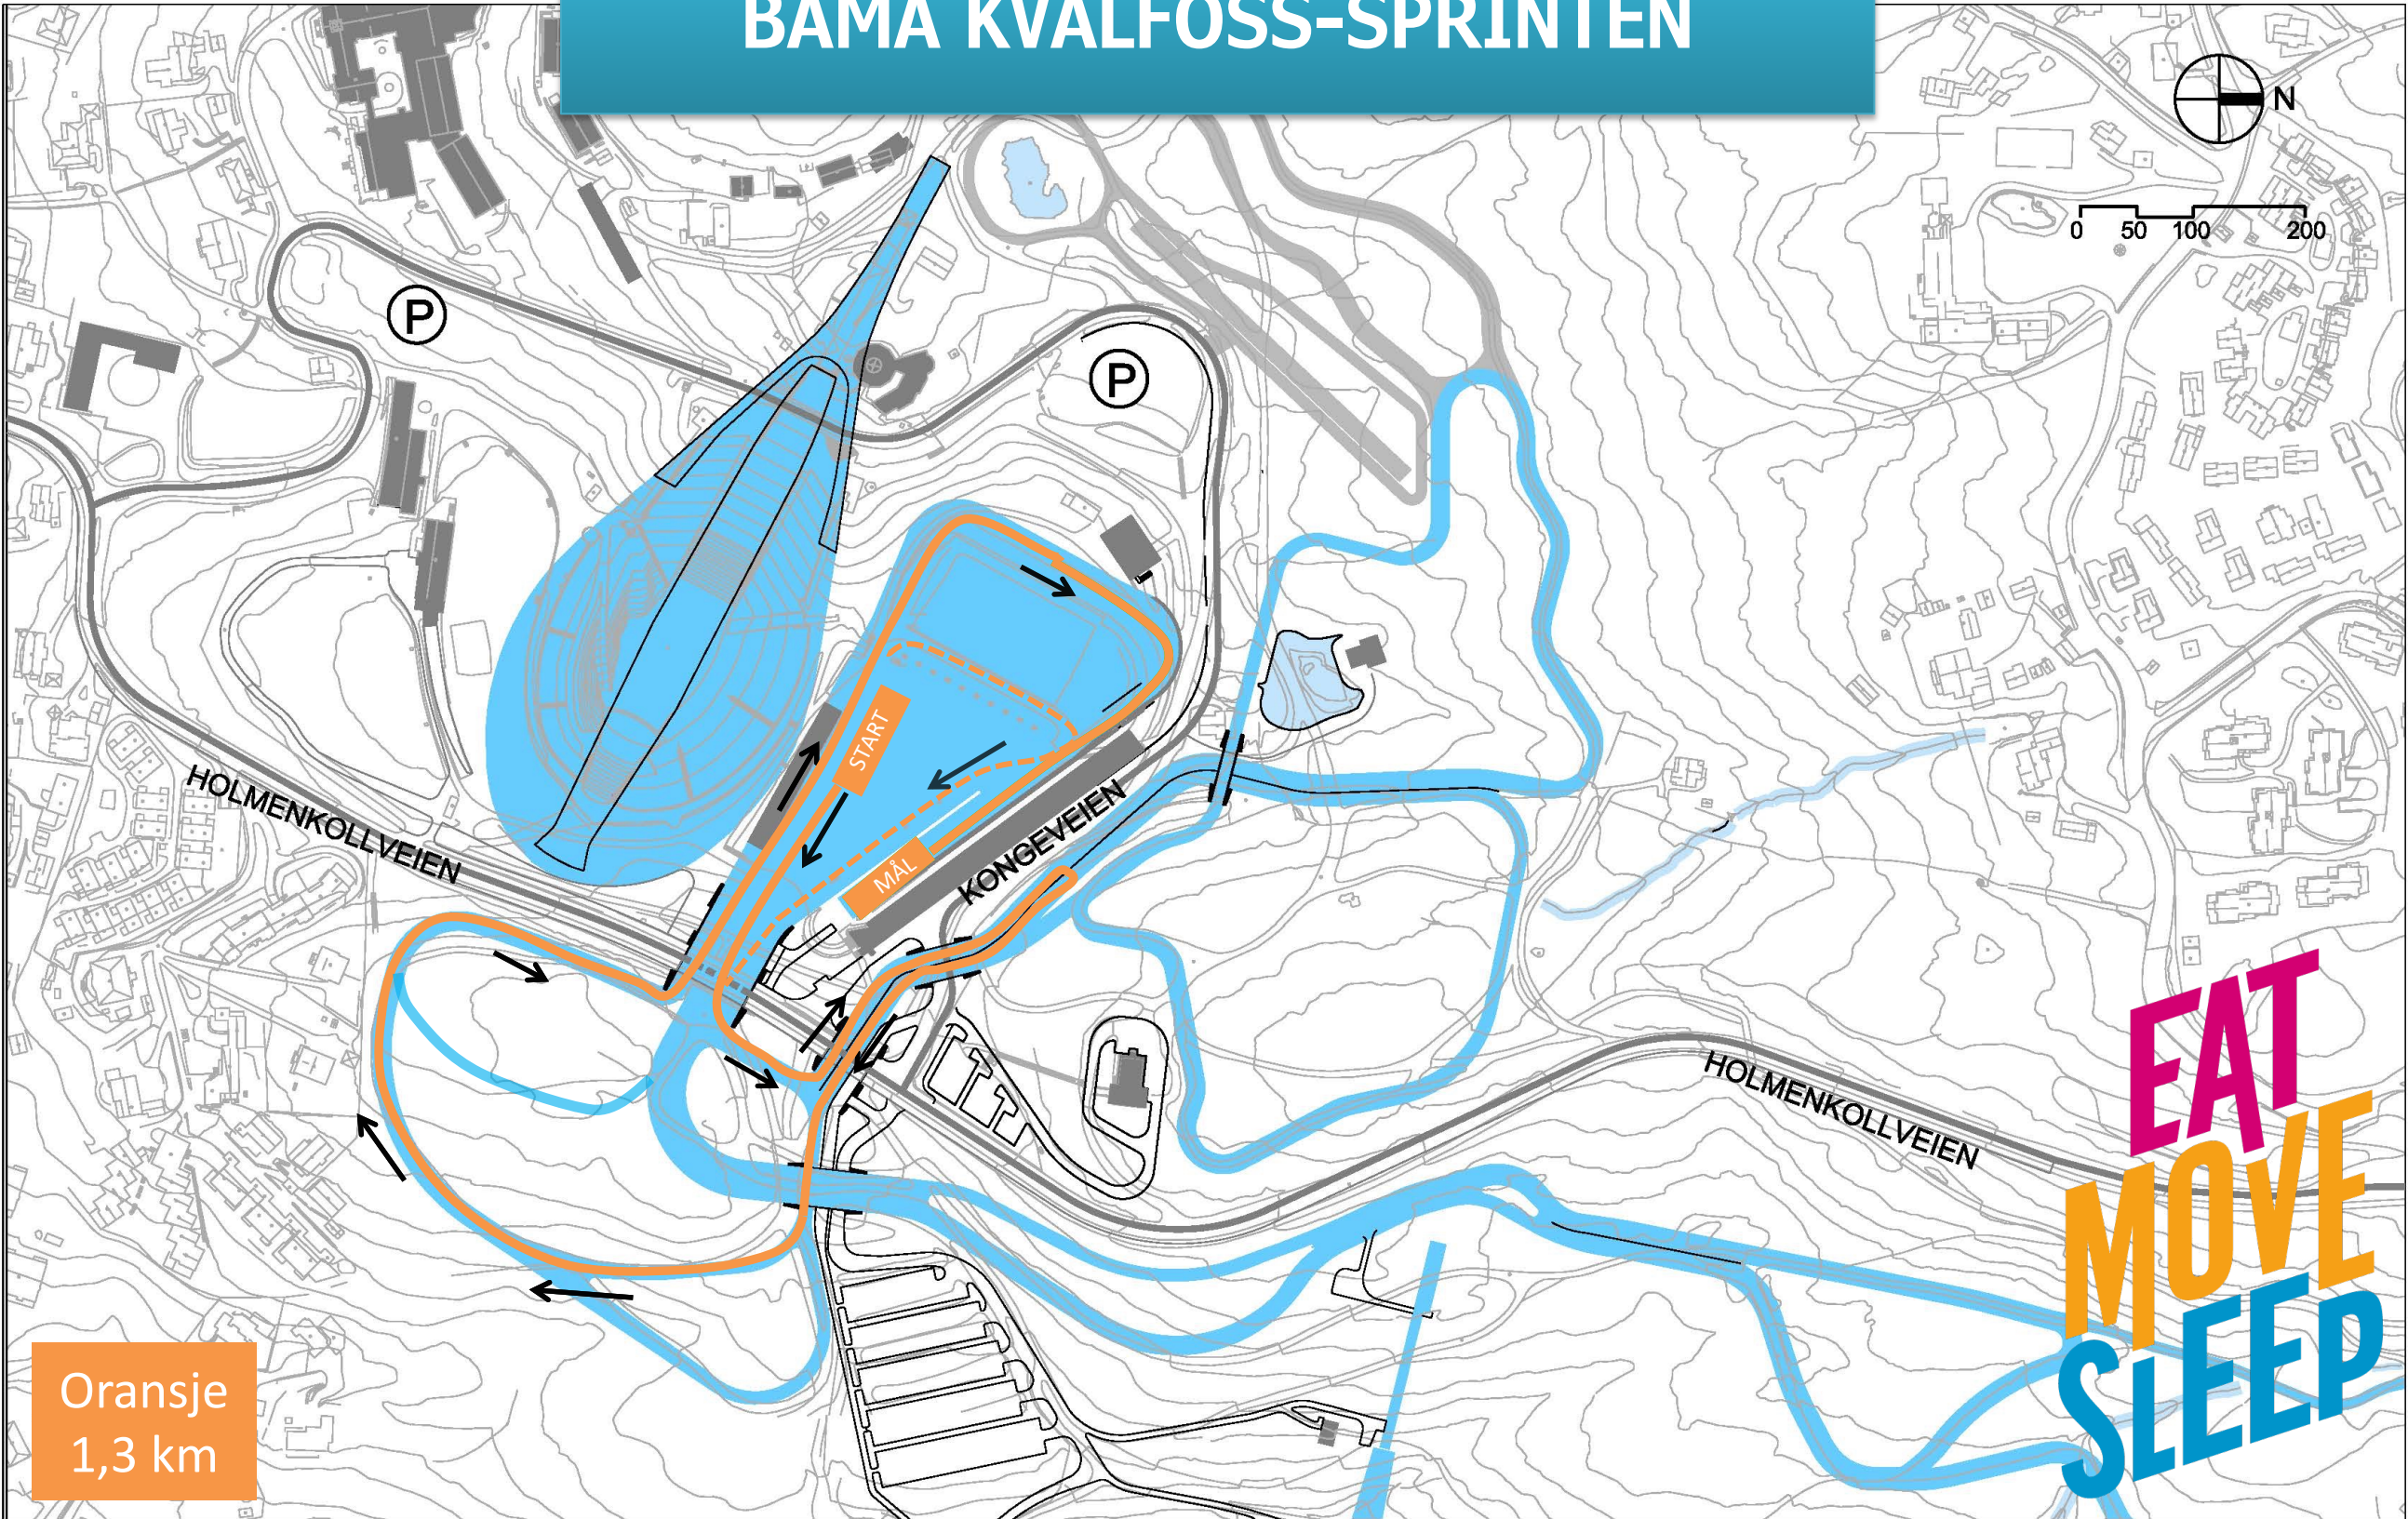 BAMA KVALFOSS-SPRINTEN
N
0 50 100 200
P
P
START
MÅL
HOLMENKOLLVEIEN
KONGEVEIEN
HOLMENKOLLVEIEN
EAT
MOVE
SLEEP
Oransje
1,3 km